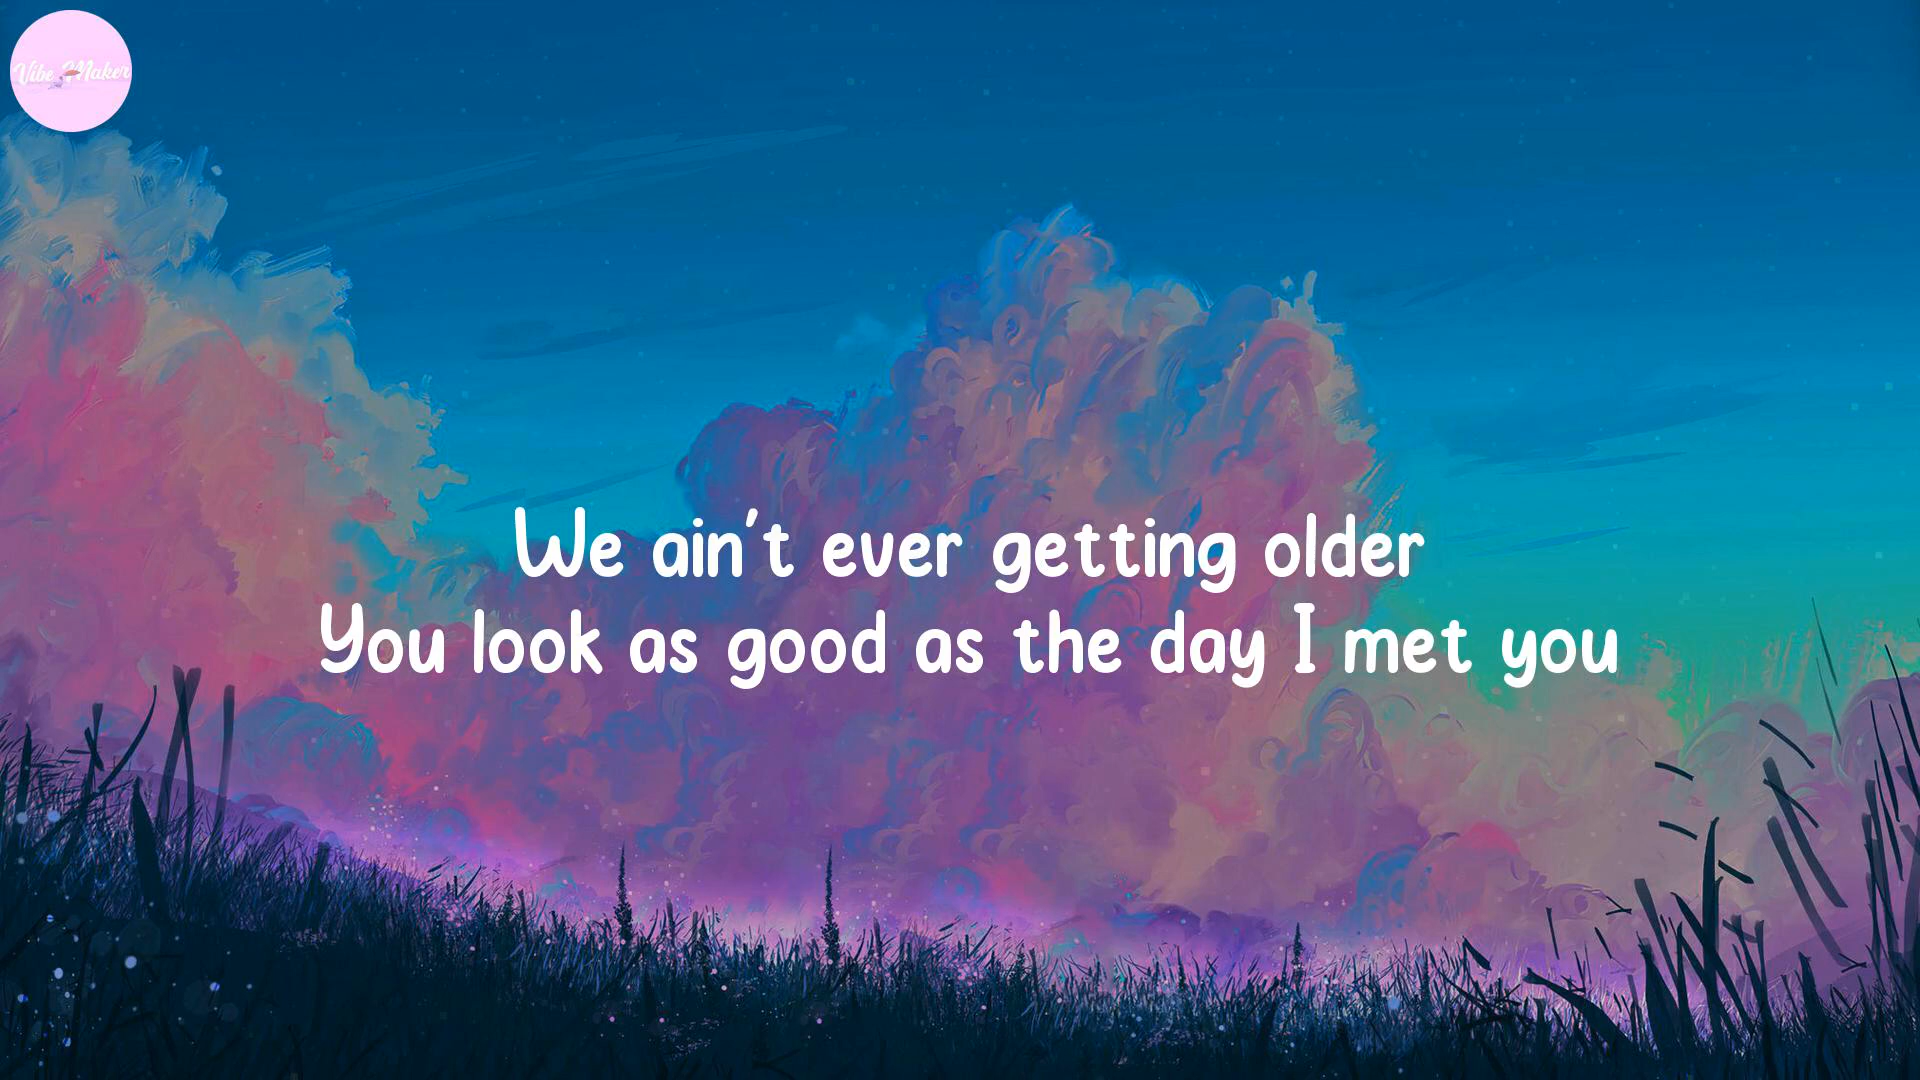 Vibe Maker
We ain't ever getting older
You look as good as the day I met you